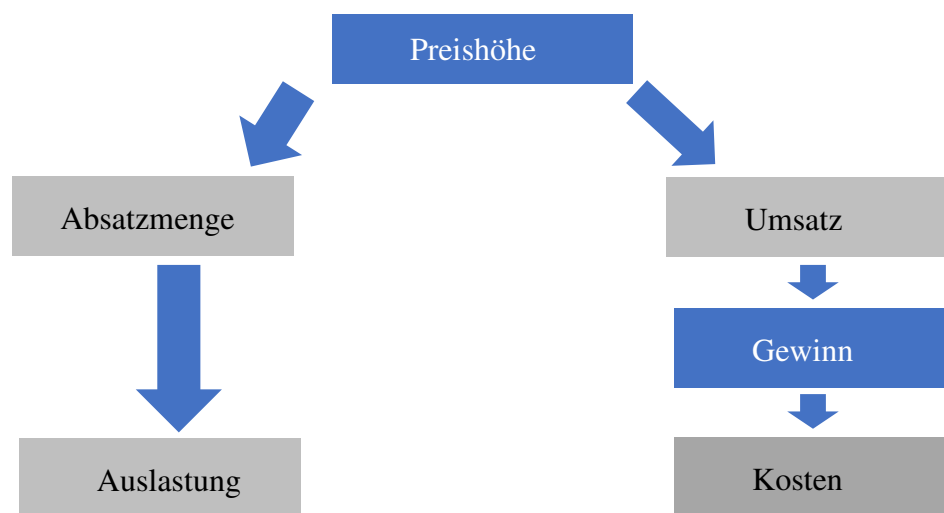 Preishöhe
Absatzmenge
Umsatz
Gewinn
Auslastung
Kosten